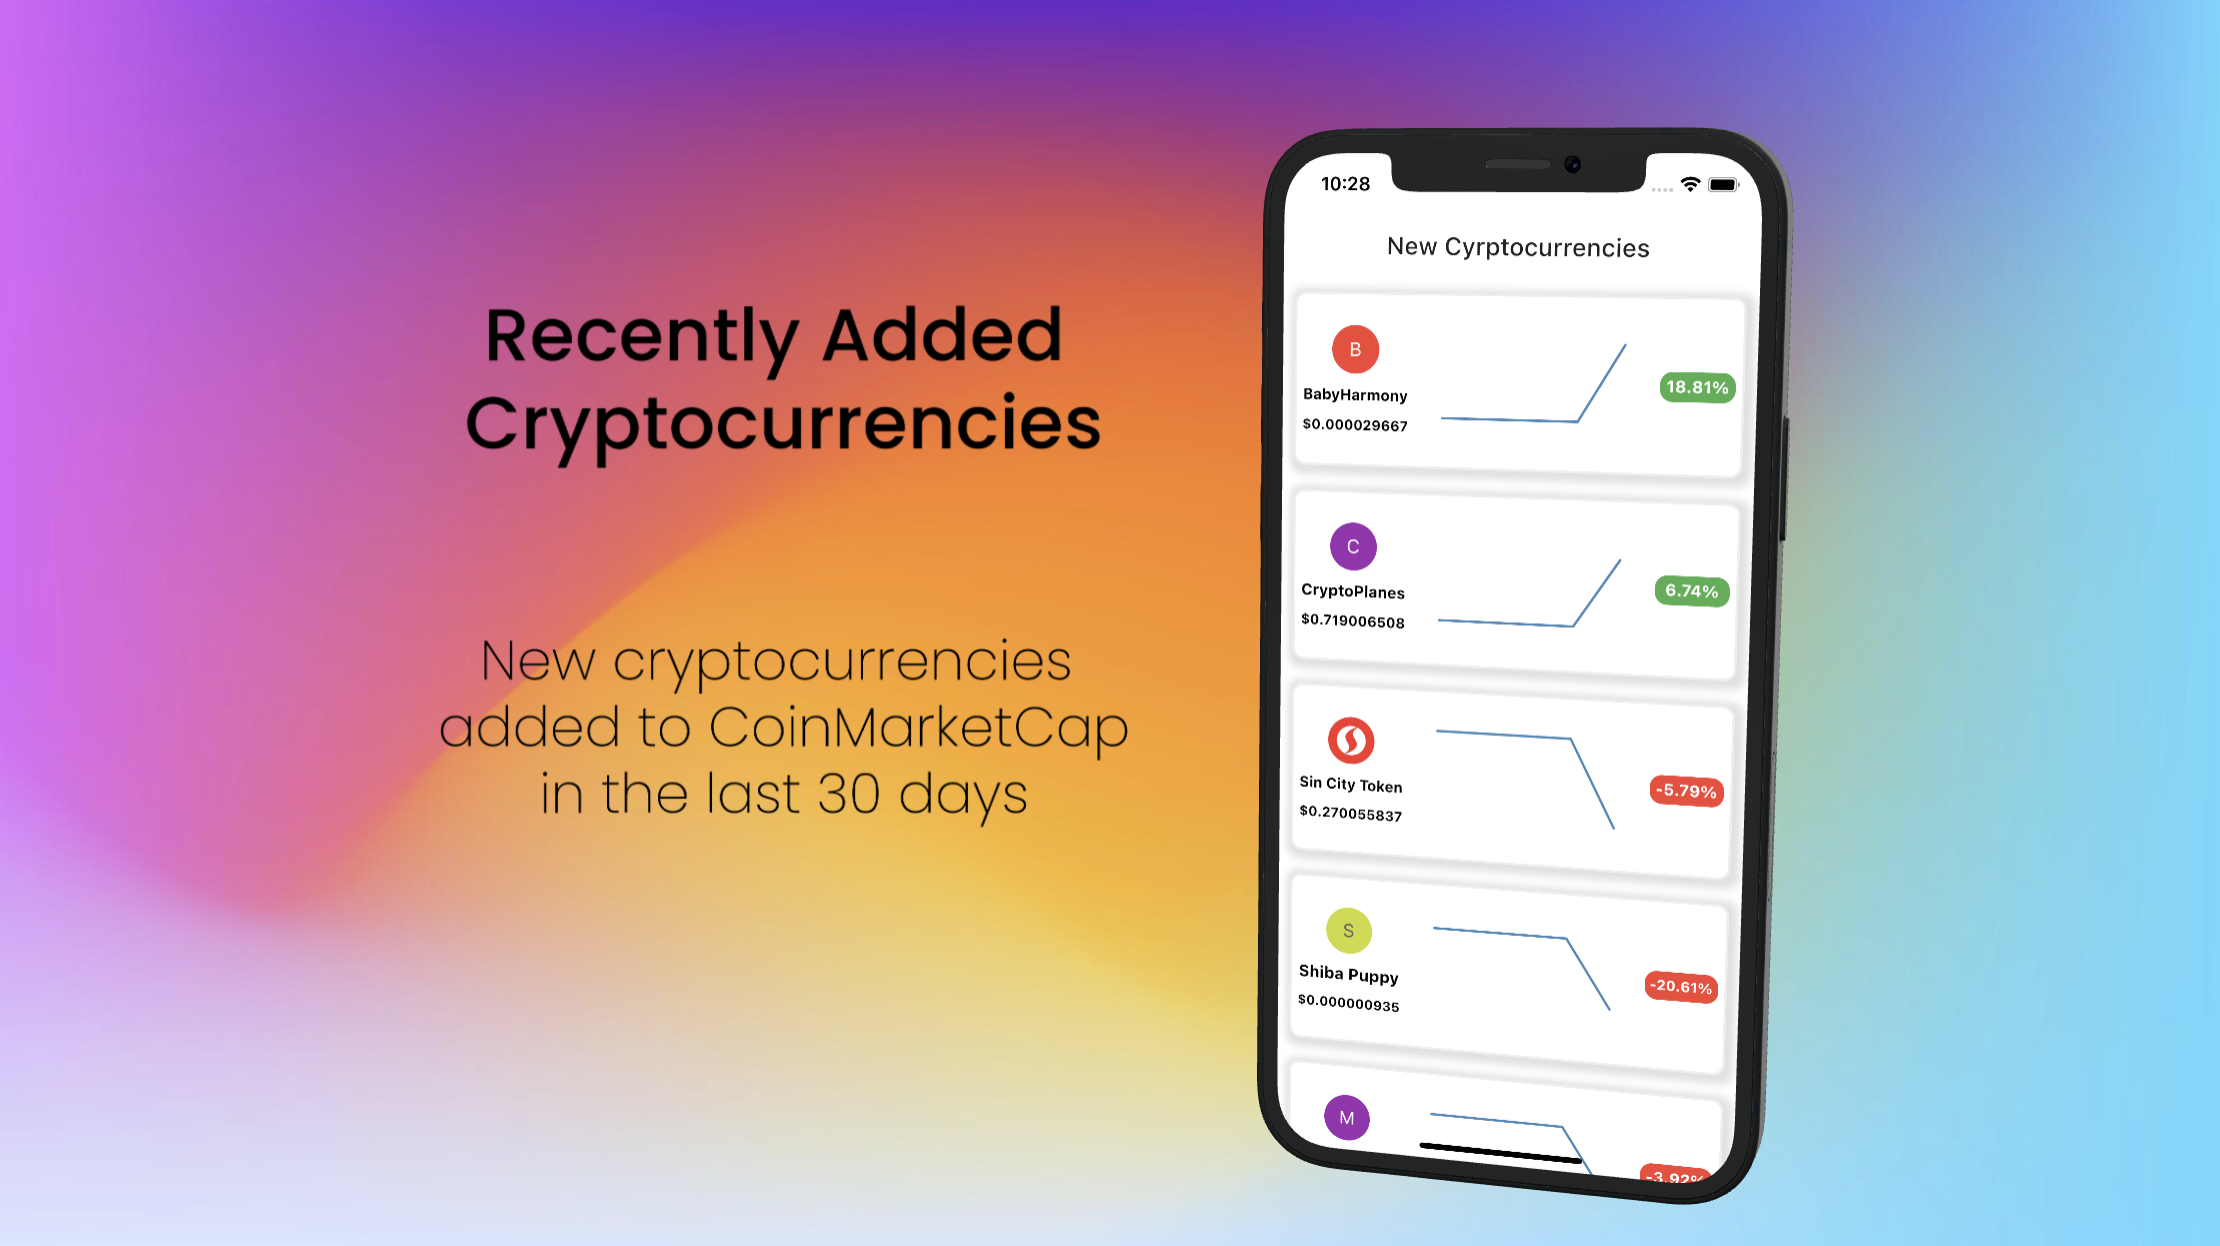 Recently Added
Cryptocurrencies
New cryptocurrencies
added to CoinMarketCap
in the last 30 days
10:28
New Cyrptocurrencies
B
BabyHarmony
$0.000029667
18.81%
C
CryptoPlanes
$0.719006508
6.74%
Sin City Token
$0.270055837
-5.79%
S
Shiba Puppy
$0.000000935
-20.61%
M
-3.92%